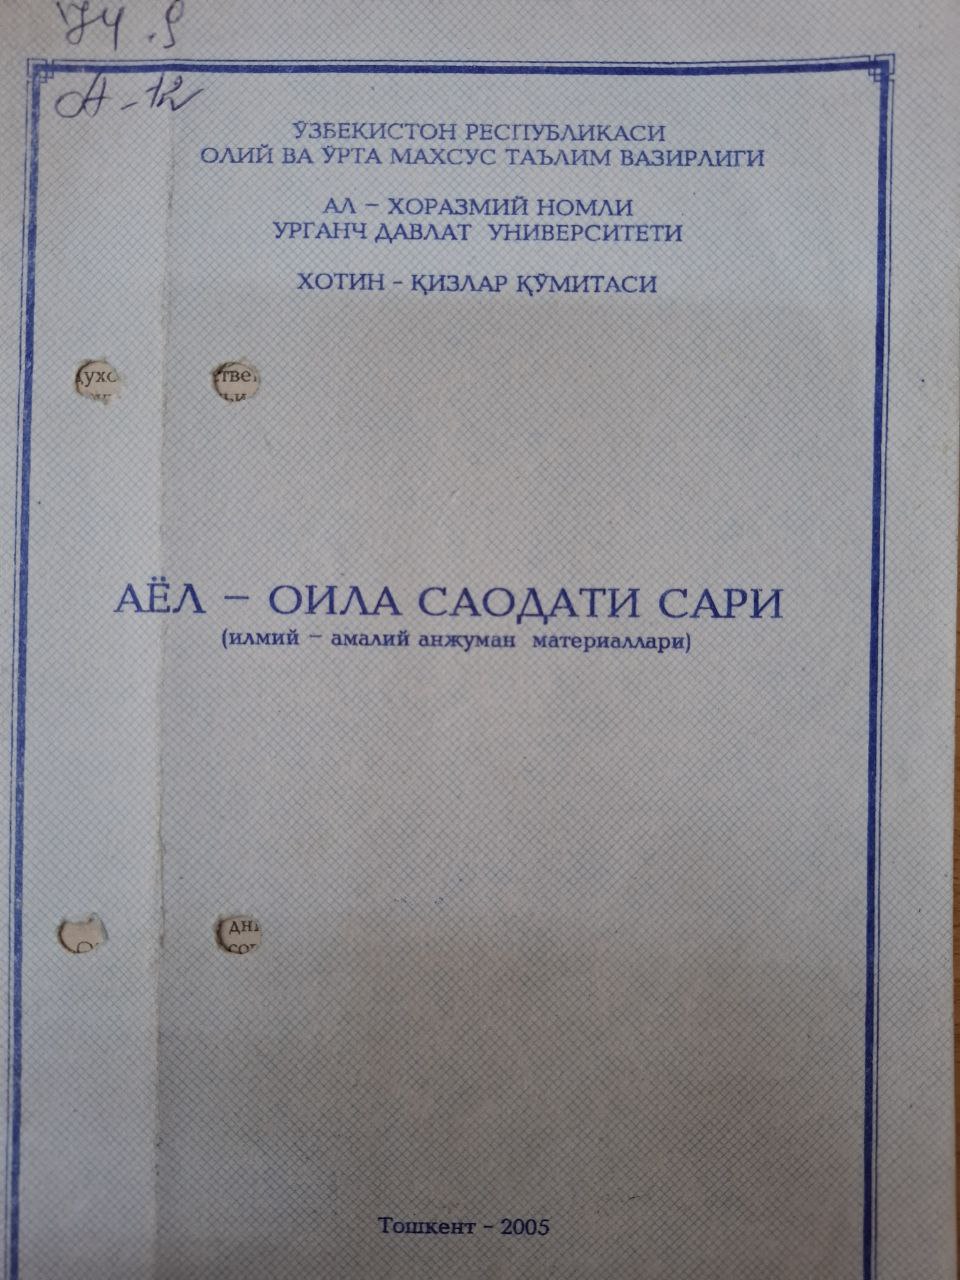 74.9
А-12
ЎЗБЕКИСТОН РЕСПУБЛИКАСИ
ОЛИЙ ВА ЎРТА МАХСУС ТАЪЛИМ ВАЗИРЛИГИ
АЛ – ХОРАЗМИЙ НОМЛИ
УРГАНЧ ДАВЛАТ УНИВЕРСИТЕТИ
ХОТИН - ҚИЗЛАР ҚЎМИТАСИ
АЁЛ – ОИЛА САОДАТИ САРИ
(илмий – амалий анжуман материаллари)
Тошкент - 2005